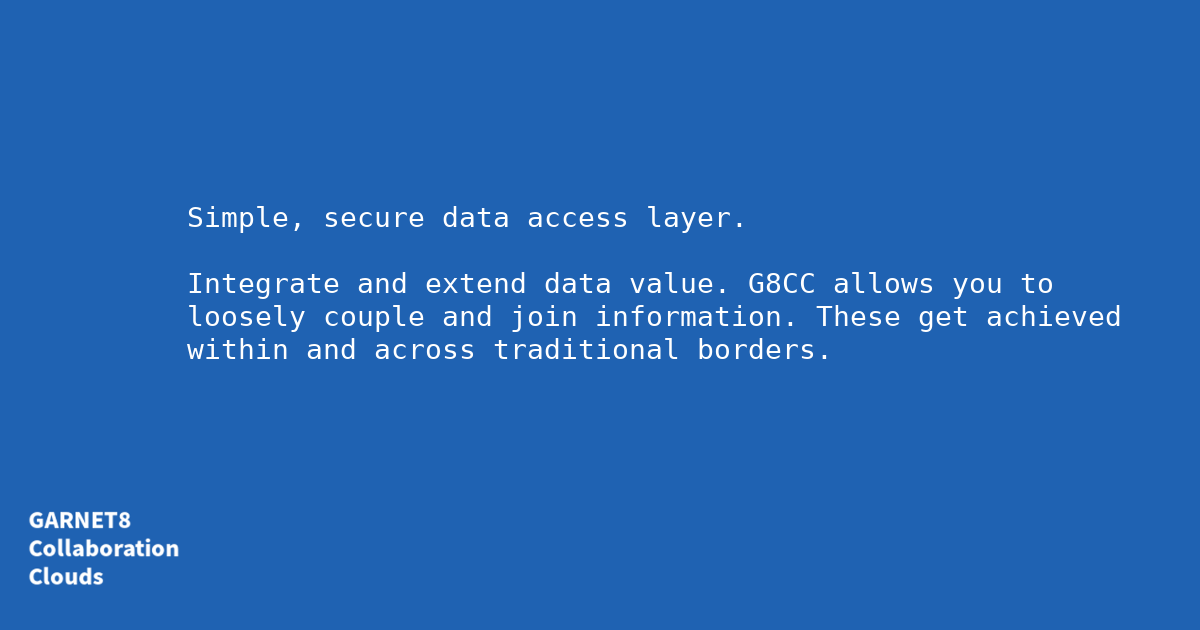 Simple, secure data access layer.
Integrate and extend data value. G8CC allows you to
loosely couple and join information. These get achieved
within and across traditional borders.
GARNET8
Collaboration
Clouds